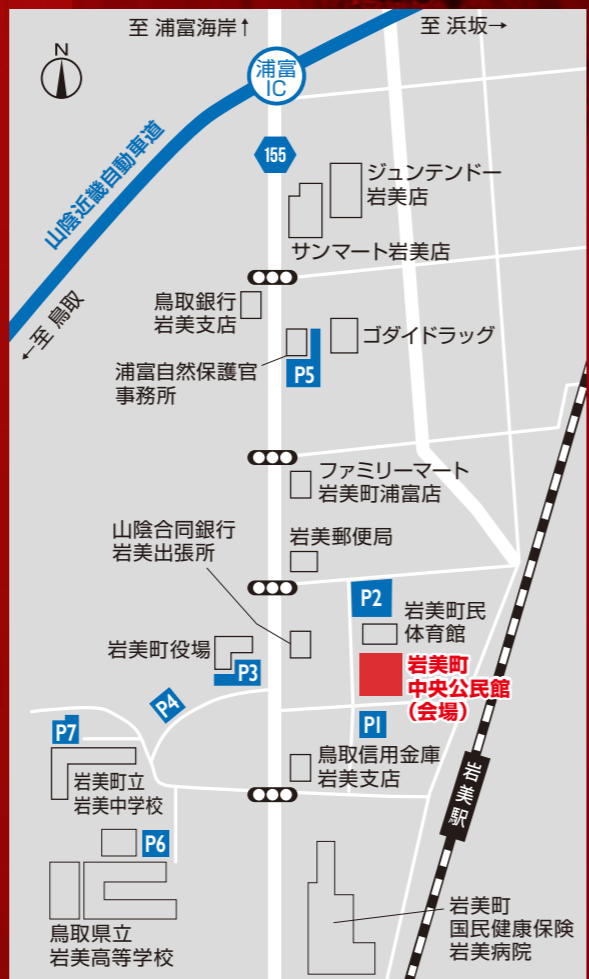 至 浦富海岸↑
至 浜坂→
N
浦富
IC
山陰近畿自動車道
155
ジュンテンドー
岩美店
サンマート岩美店
←至 鳥取
鳥取銀行
岩美支店
ゴダイドラッグ
浦富自然保護官
事務所
P5
ファミリーマート
岩美町浦富店
山陰合同銀行
岩美出張所
岩美郵便局
P2
岩美町民
体育館
岩美町役場
P3
岩美町
中央公民館
（会場）
P4
P1
P7
鳥取信用金庫
岩美支店
岩美町立
岩美中学校
岩美駅
P6
鳥取県立
岩美高等学校
岩美町
国民健康保険
岩美病院